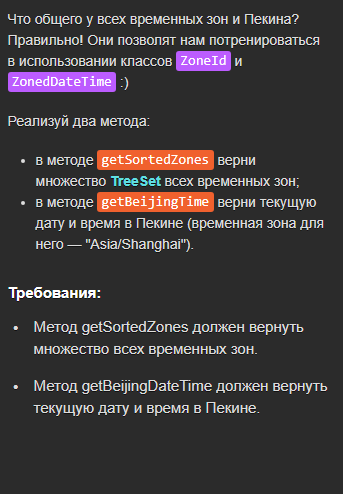 Что общего у всех временных зон и Пекина?
Правильно! Они позволят нам потренироваться
в использовании классов ZoneId и
ZonedDateTime :)
Реализуй два метода:
• в методе getSortedZones верни
множество TreeSet всех временных зон;
• в методе getBeijingTime верни текущую
дату и время в Пекине (временная зона для
него — "Asia/Shanghai").
Требования:
• Метод getSortedZones должен вернуть
множество всех временных зон.
• Метод getBeijingDateTime должен вернуть
текущую дату и время в Пекине.